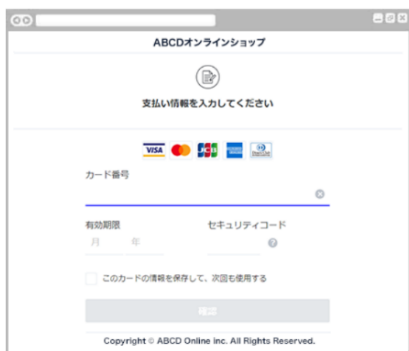 ABCDオンラインショップ
支払い情報を入力してください
VISA JCB
カード番号
有効期限 セキュリティコード
月 年
このカードの情報を保存して、次回も使用する
確認
Copyright © ABCD Online inc. All Rights Reserved.